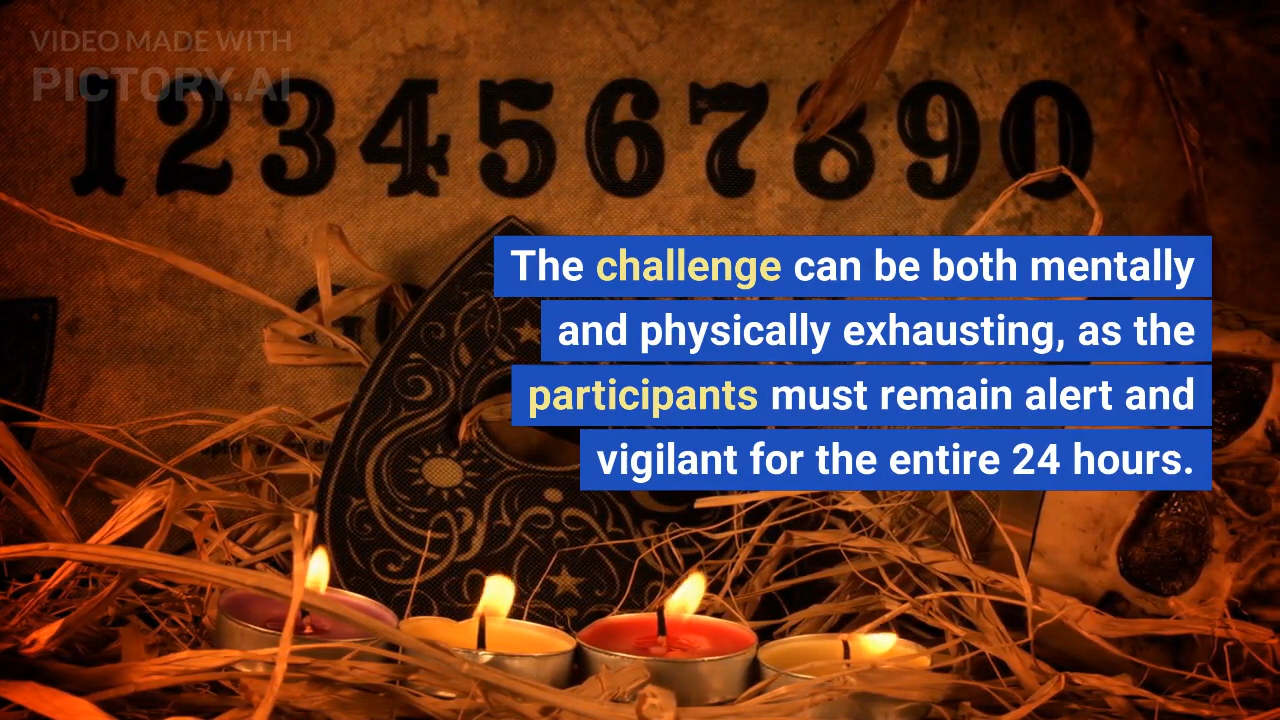 VIDEO MADE WITH
PICTORY.AI
1234567890
The challenge can be both mentally
and physically exhausting, as the
participants must remain alert and
vigilant for the entire 24 hours.